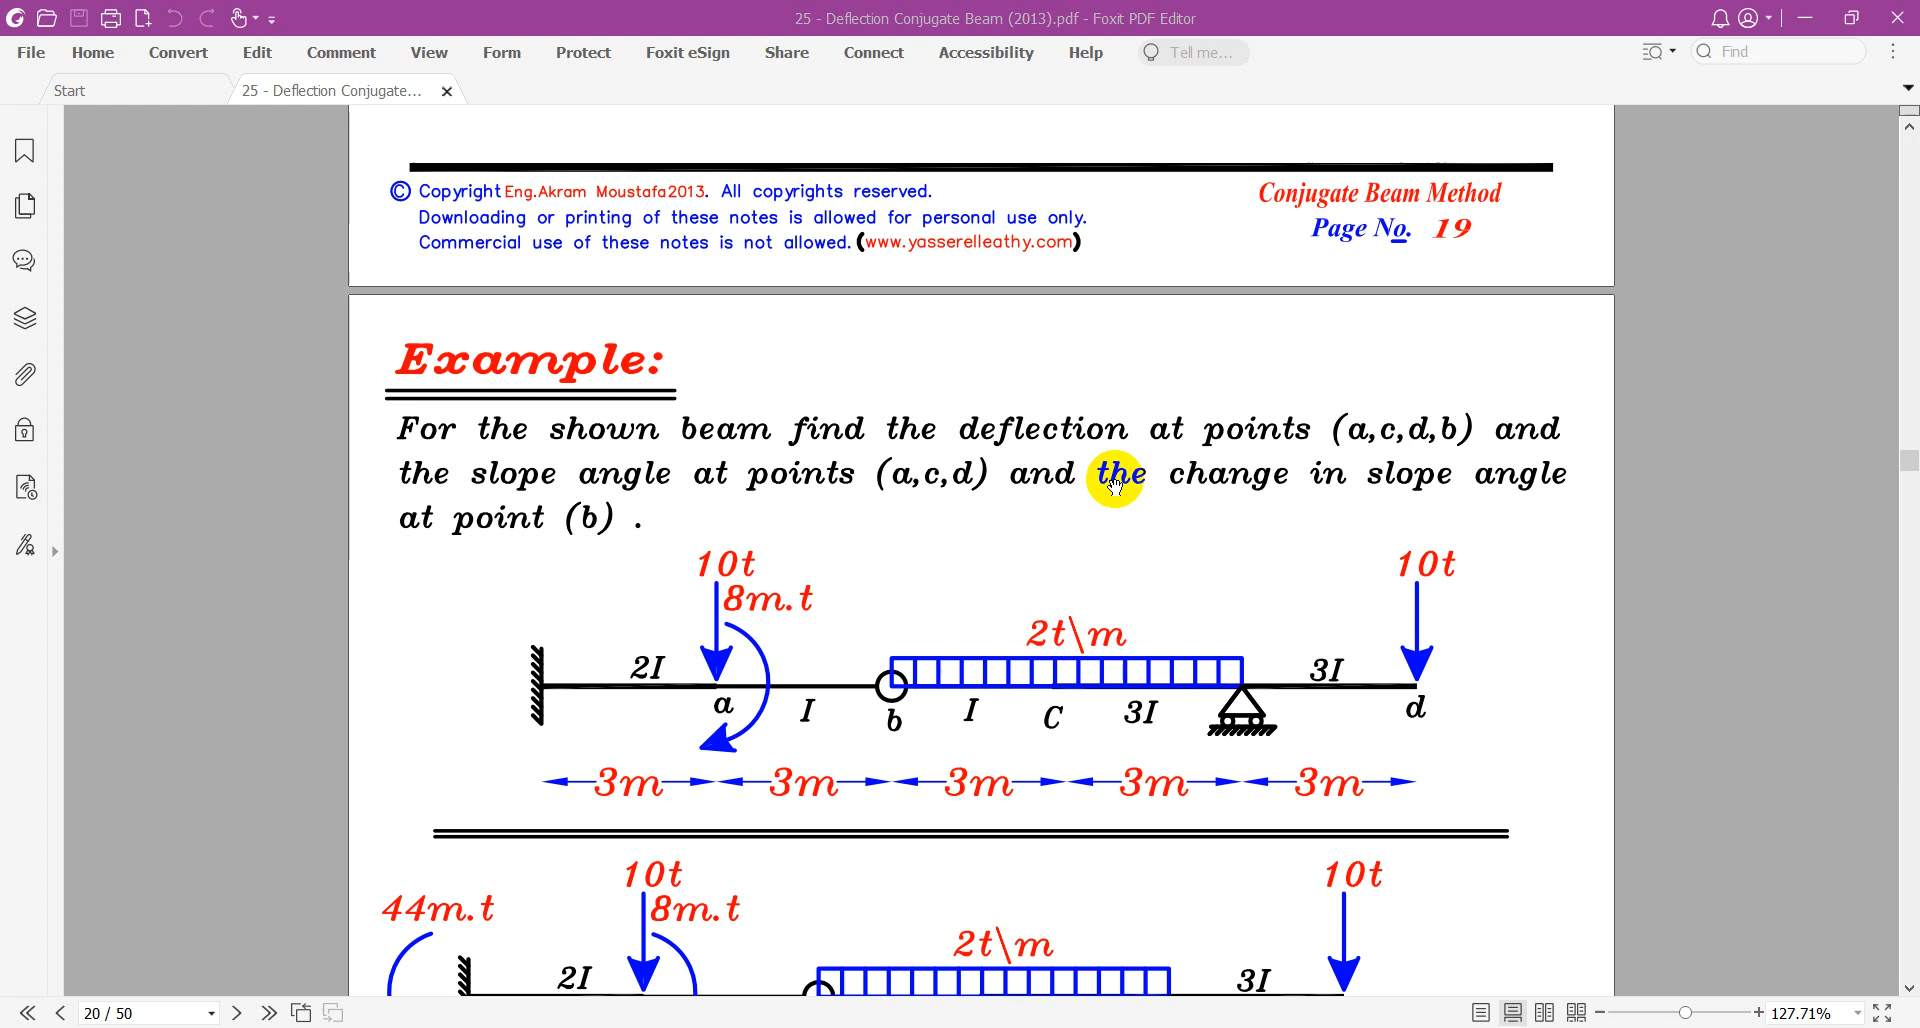 25 - Deflection Conjugate Beam (2013).pdf - Foxit PDF Editor
File Home Convert Edit Comment View Form Protect Foxit eSign Share Connect Accessibility Help Tell me... Find
Start 25 - Deflection Conjugate...
© Copyright Eng.Akram Moustafa2013. All copyrights reserved.
Downloading or printing of these notes is allowed for personal use only.
Commercial use of these notes is not allowed. (www.yasserelleathy.com)
Conjugate Beam Method
Page No. 19
Example:
For the shown beam find the deflection at points (a,c,d,b) and
the slope angle at points (a,c,d) and the change in slope angle
at point (b) .
10t 10t
8m.t
2t\m
2I 3I
a I b I C 3I d
3m 3m 3m 3m 3m
10t 10t
44m.t 8m.t
2t\m
2I 3I
20 / 50 127.71%